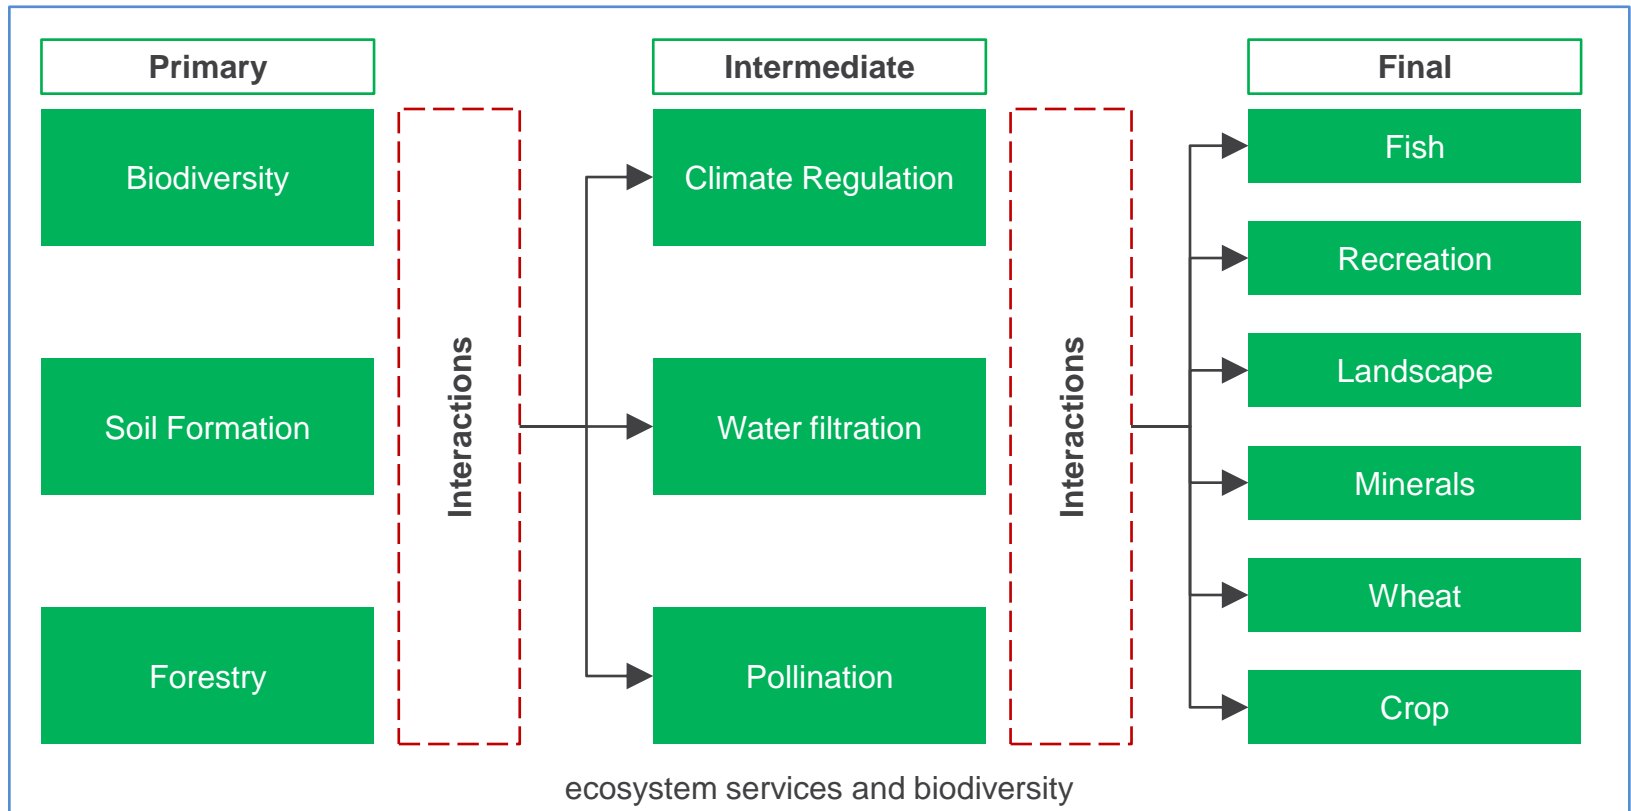 Primary
Biodiversity
Soil Formation
Forestry
Interactions
Intermediate
Climate Regulation
Water filtration
Pollination
Interactions
Final
Fish
Recreation
Landscape
Minerals
Wheat
Crop
ecosystem services and biodiversity